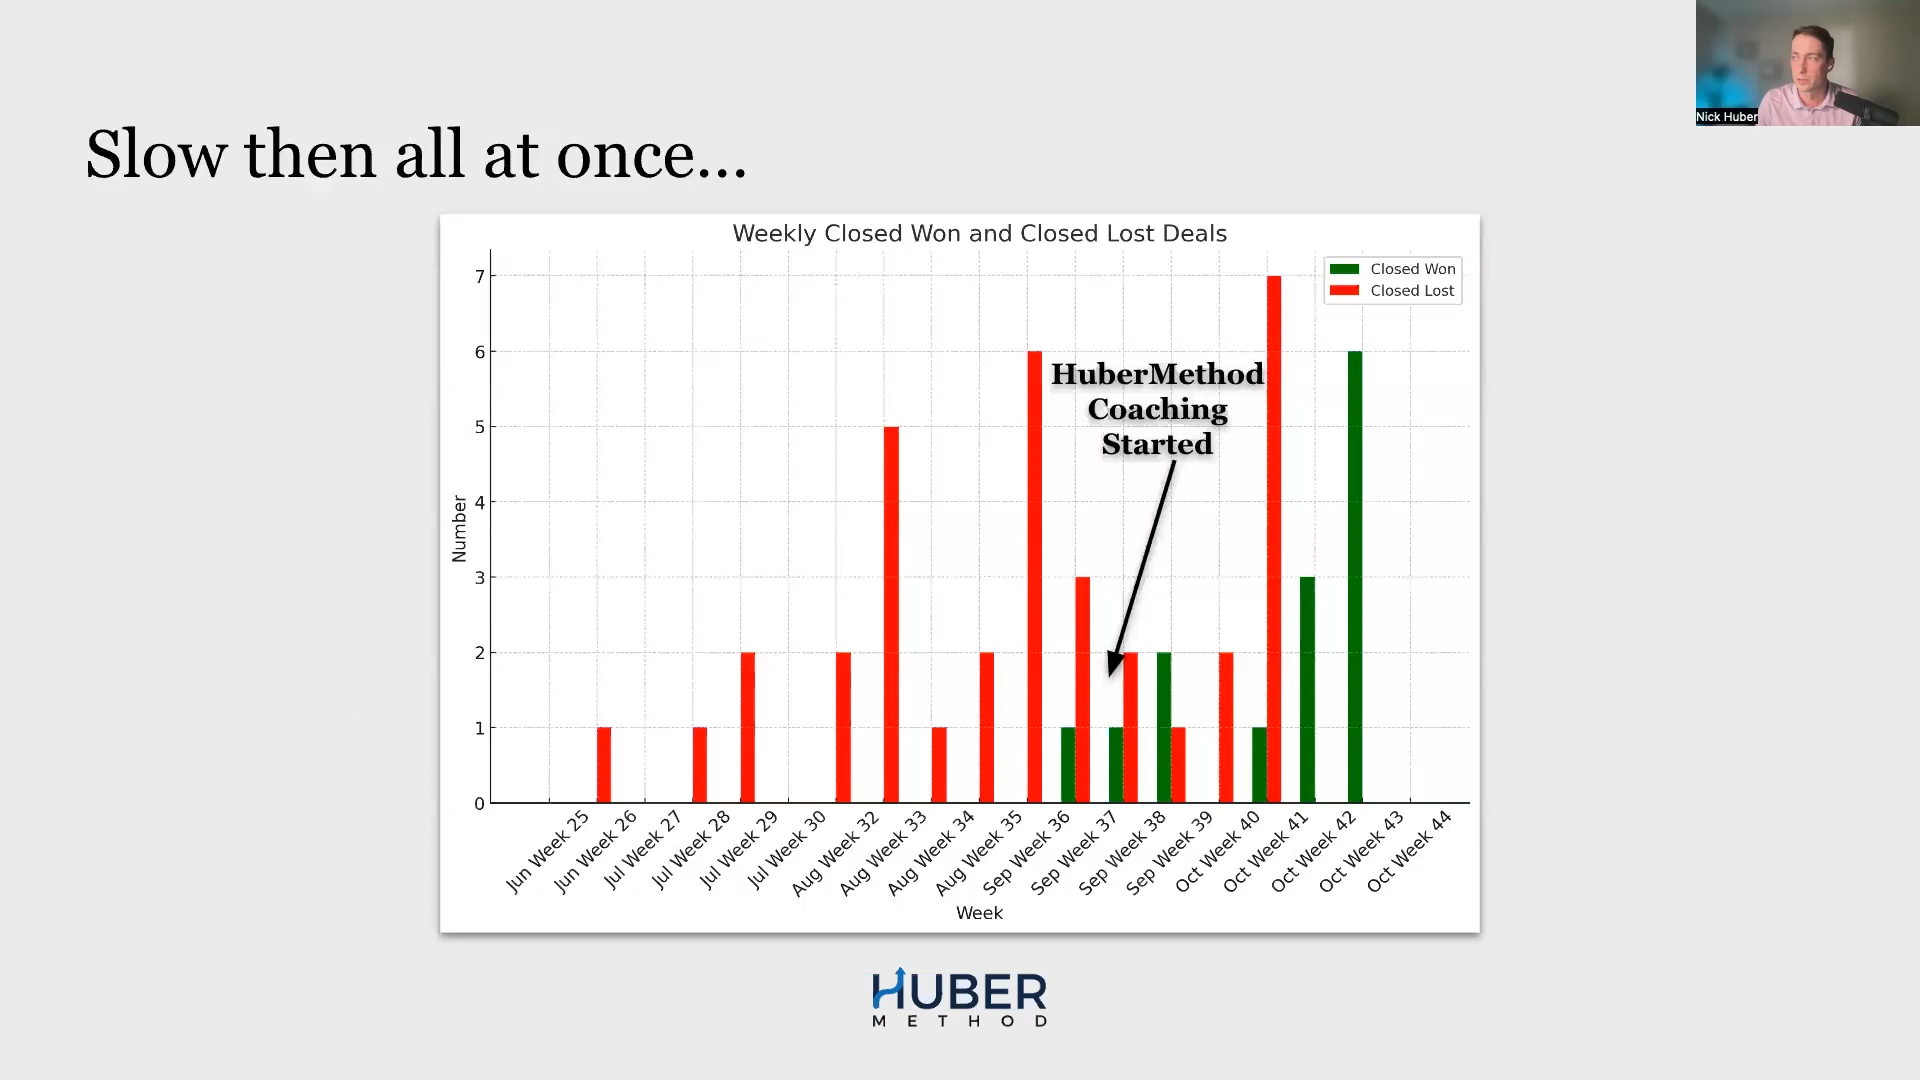 Nick Huber
Slow then all at once...
Weekly Closed Won and Closed Lost Deals
Closed Won
Closed Lost
7
6
5
4
3
2
1
0
Number
HuberMethod
Coaching
Started
Jun Week 25
Jun Week 26
Jul Week 27
Jul Week 28
Jul Week 29
Jul Week 30
Aug Week 32
Aug Week 33
Aug Week 34
Aug Week 35
Sep Week 36
Sep Week 37
Sep Week 38
Sep Week 39
Oct Week 40
Oct Week 41
Oct Week 42
Oct Week 43
Oct Week 44
Week
HUBER
METHOD